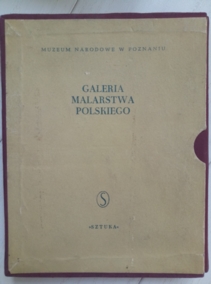 MUZEUM NARODOWE W POZNANIU
GALERIA
MALARSTWA
POLSKIEGO
S
«SZTUKA»